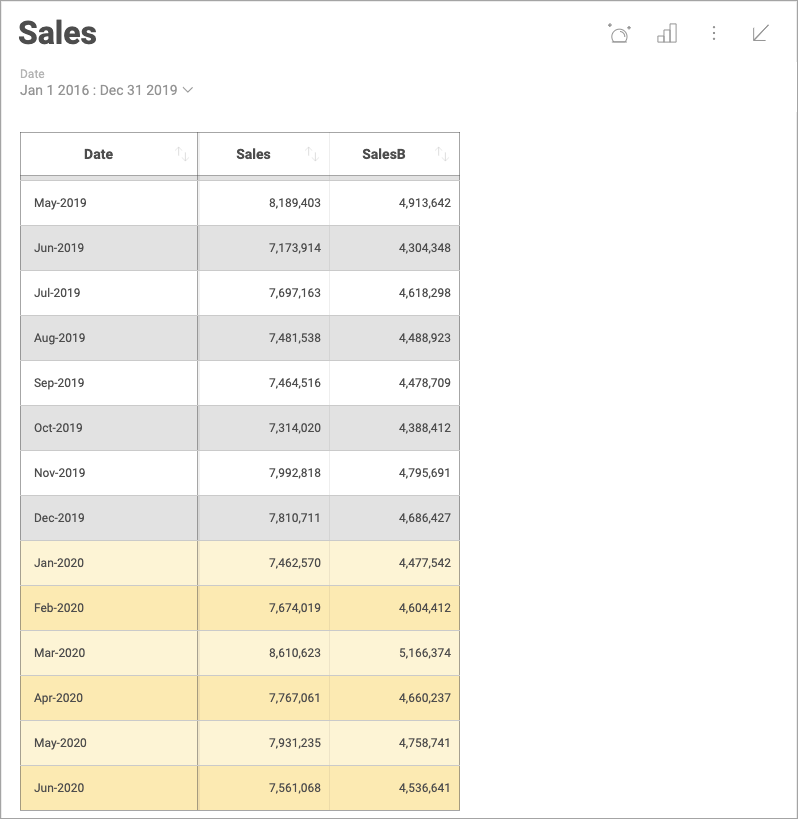 Sales
Date
Jan 1 2016 : Dec 31 2019
Date Sales SalesB
May-2019 8,189,403 4,913,642
Jun-2019 7,173,914 4,304,348
Jul-2019 7,697,163 4,618,298
Aug-2019 7,481,538 4,488,923
Sep-2019 7,464,516 4,478,709
Oct-2019 7,314,020 4,388,412
Nov-2019 7,992,818 4,795,691
Dec-2019 7,810,711 4,686,427
Jan-2020 7,462,570 4,477,542
Feb-2020 7,674,019 4,604,412
Mar-2020 8,610,623 5,166,374
Apr-2020 7,767,061 4,660,237
May-2020 7,931,235 4,758,741
Jun-2020 7,561,068 4,536,641